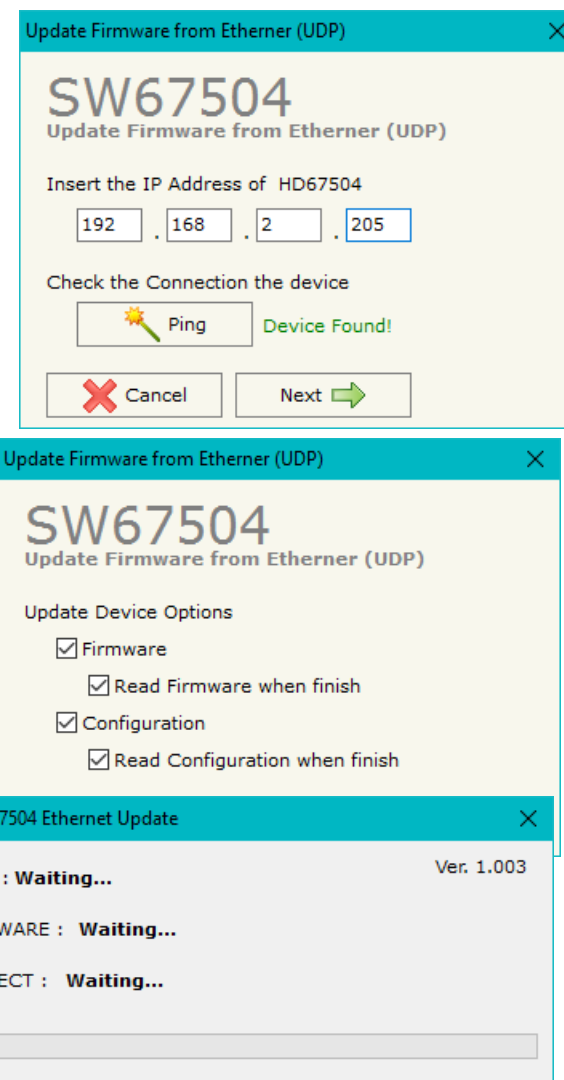 Update Firmware from Etherner (UDP)
SW67504
Update Firmware from Etherner (UDP)
Insert the IP Address of HD67504
192 . 168 . 2 . 205
Check the Connection the device
Ping Device Found!
Cancel Next
Update Firmware from Etherner (UDP)
SW67504
Update Firmware from Etherner (UDP)
Update Device Options
Firmware
Read Firmware when finish
Configuration
Read Configuration when finish
7504 Ethernet Update
Ver. 1.003
: Waiting...
WARE : Waiting...
ECT : Waiting...